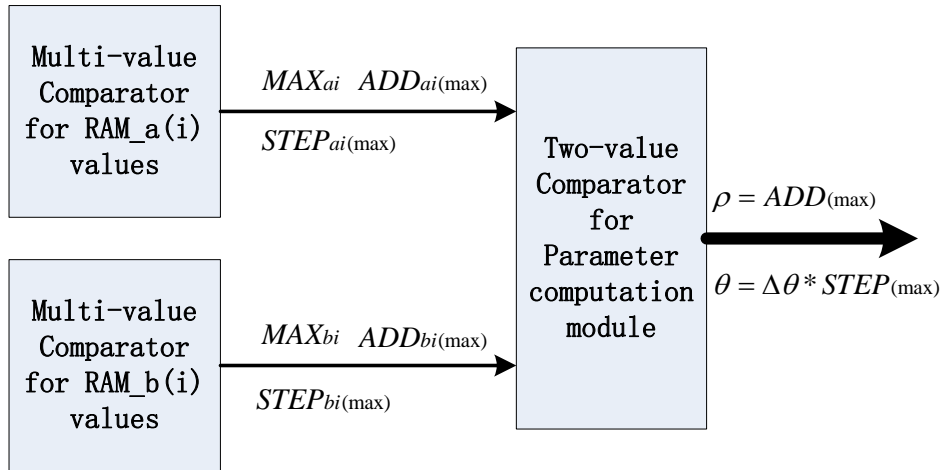 Multi-value
Comparator
for RAM_a(i)
values
MAXai ADDai(max)
STEPai(max)
Two-value
Comparator
for
Parameter
computation
module
ρ = ADD(max)
θ = Δθ* STEP(max)
Multi-value
Comparator
for RAM_b(i)
values
MAXbi ADDbi(max)
STEPbi(max)